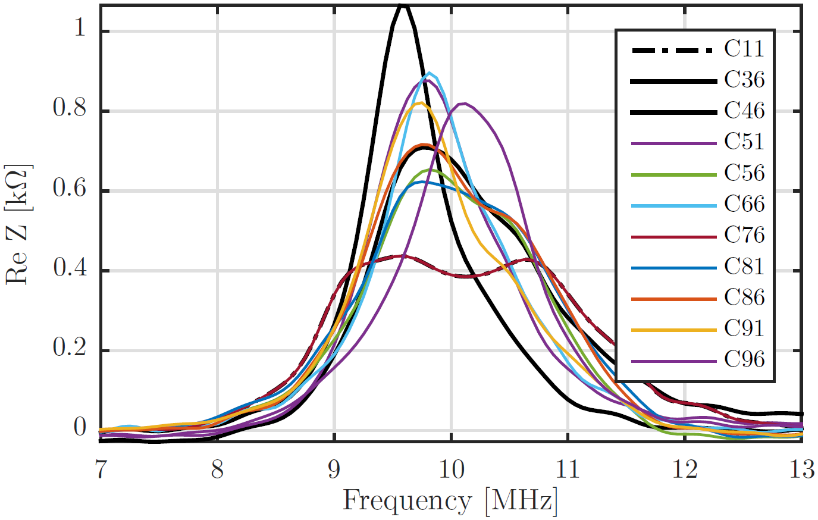 1
0.8
0.6
0.4
0.2
0
Re Z [kΩ]
7 8 9 10 11 12 13
Frequency [MHz]
C11
C36
C46
C51
C56
C66
C76
C81
C86
C91
C96